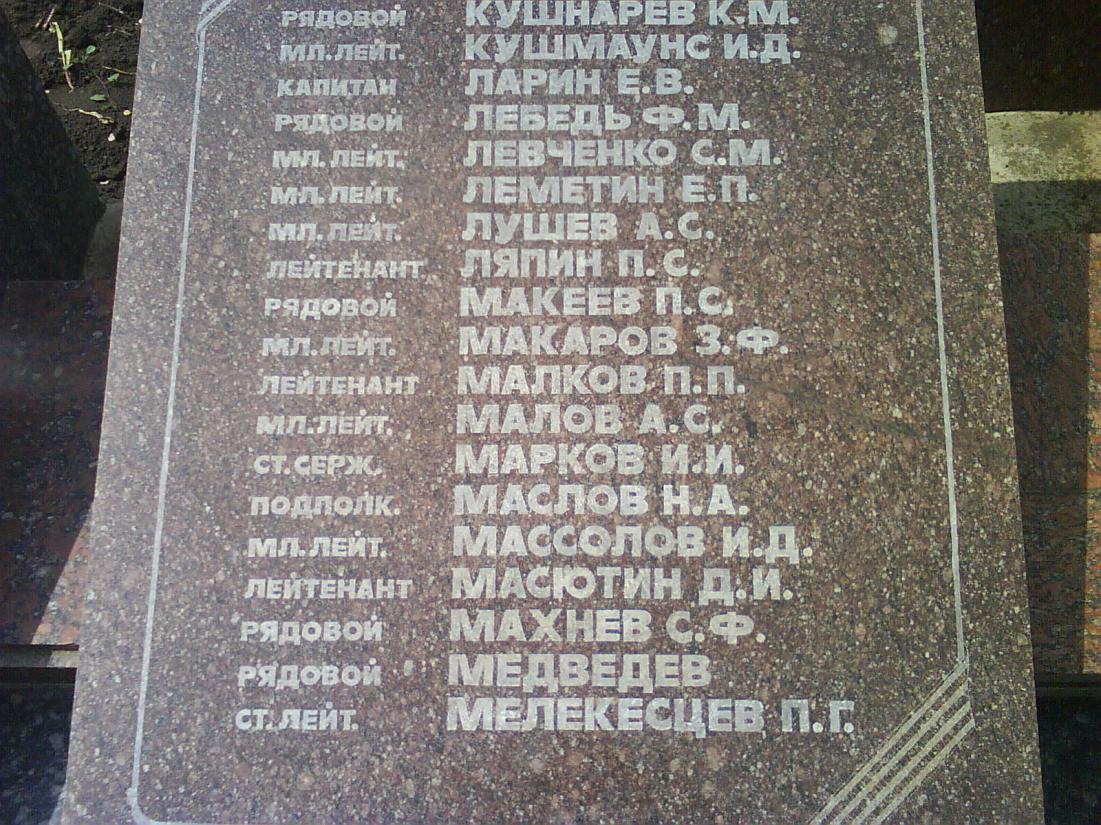 РЯДОВОЙ КУШНАРЕВ К.М.
МЛ.ЛЕЙТ. КУШМАУНС И.Д.
КАПИТАН ЛАРИН Е.В.
РЯДОВОЙ ЛЕБЕДЬ Ф.М.
МЛ.ЛЕЙТ. ЛЕВЧЕНКО С.М.
МЛ.ЛЕЙТ. ЛЕМЕТИН Е.П.
МЛ.ЛЕЙТ. ЛУШЕВ А.С.
ЛЕЙТЕНАНТ ЛЯПИН П.С.
РЯДОВОЙ МАКЕЕВ П.С.
МЛ.ЛЕЙТ. МАКАРОВ З.Ф.
ЛЕЙТЕНАНТ МАЛКОВ П.П.
МЛ.ЛЕЙТ. МАЛОВ А.С.
СТ.СЕРЖ. МАРКОВ И.И.
ПОДПОЛК. МАСЛОВ Н.А.
МЛ.ЛЕЙТ. МАССОЛОВ И.Д.
ЛЕЙТЕНАНТ МАСЮТИН Д.И.
РЯДОВОЙ МАХНЕВ С.Ф.
РЯДОВОЙ МЕДВЕДЕВ
СТ.ЛЕЙТ. МЕЛЕКЕСЦЕВ П.Г.